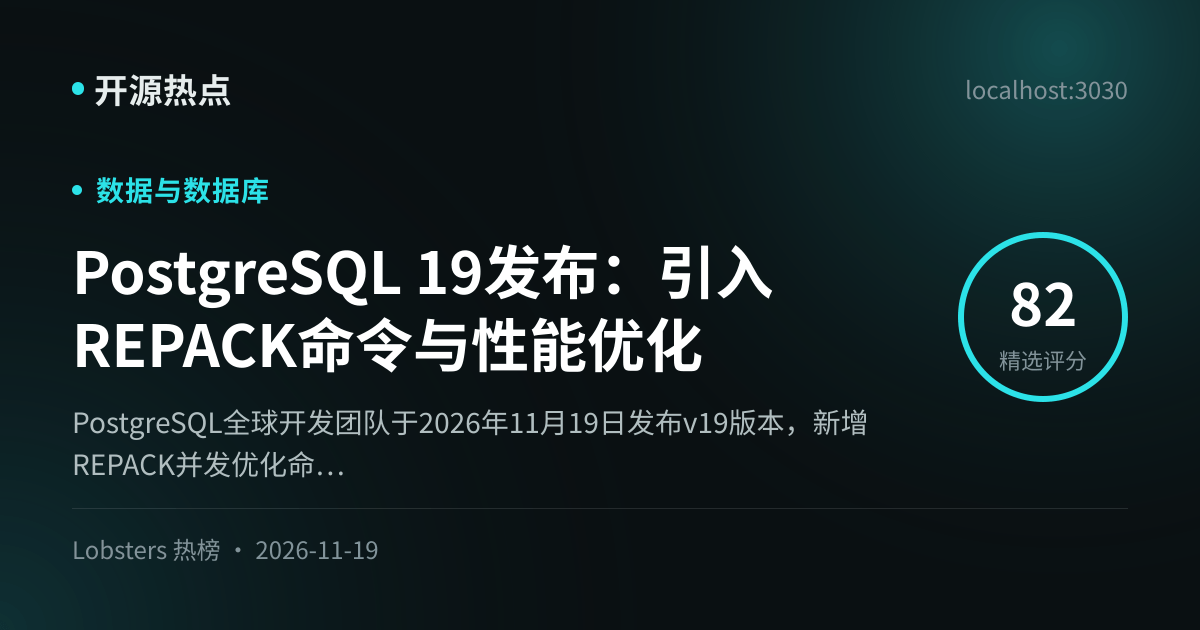 开源热点
localhost:3030
数据与数据库
PostgreSQL 19发布：引入
REPACK命令与性能优化
82
精选评分
PostgreSQL全球开发团队于2026年11月19日发布v19版本，新增
REPACK并发优化命…
Lobsters 热榜 · 2026-11-19